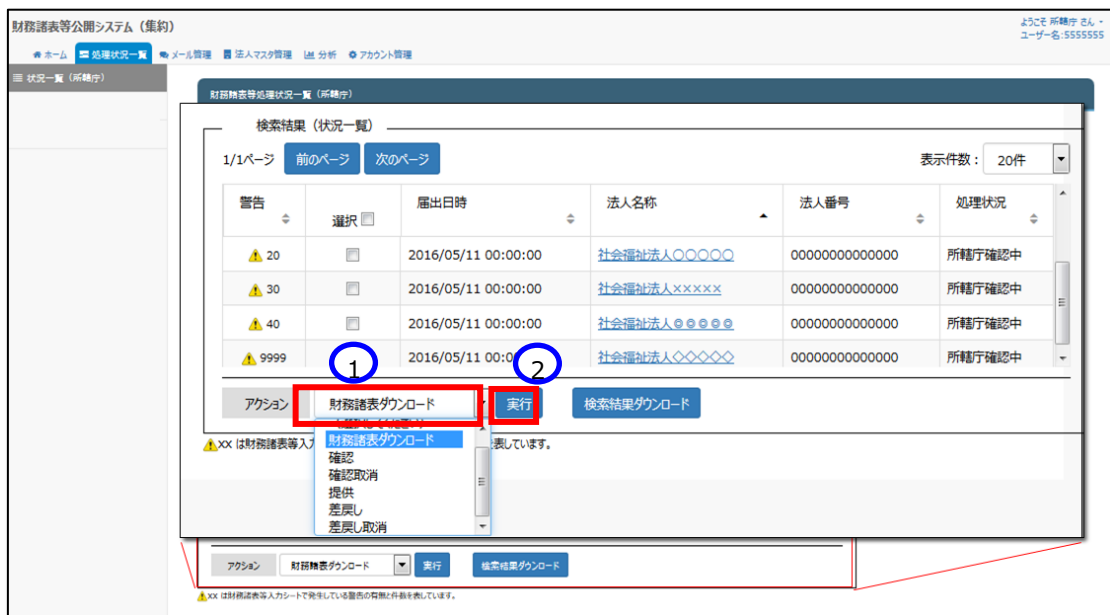 財務諸表等公開システム（集約）
ようこそ 所轄庁 さん
ユーザー名:5555555
ホーム 処理状況一覧 メール管理 法人マスタ管理 分析 アカウント管理
状況一覧（所轄庁）
財務諸表等処理状況一覧（所轄庁）
検索結果（状況一覧）
1/1ページ 前のページ 次のページ 表示件数： 20件
警告 選択 届出日時 法人名称 法人番号 処理状況
20 2016/05/11 00:00:00 社会福祉法人○○○○○ 00000000000000 所轄庁確認中
30 2016/05/11 00:00:00 社会福祉法人××××× 00000000000000 所轄庁確認中
40 2016/05/11 00:00:00 社会福祉法人◎◎◎◎◎ 00000000000000 所轄庁確認中
9999 2016/05/11 00: 社会福祉法人◇◇◇◇◇ 00000000000000 所轄庁確認中
1 2
アクション 財務諸表ダウンロード 実行 検索結果ダウンロード
財務諸表ダウンロード
xx は財務諸表等入 表しています。
確認
確認取消
提供
差戻し
差戻し取消
アクション 財務諸表ダウンロード 実行 検索結果ダウンロード
xx は財務諸表等入力シートで発生している警告の有無と件数を表しています。